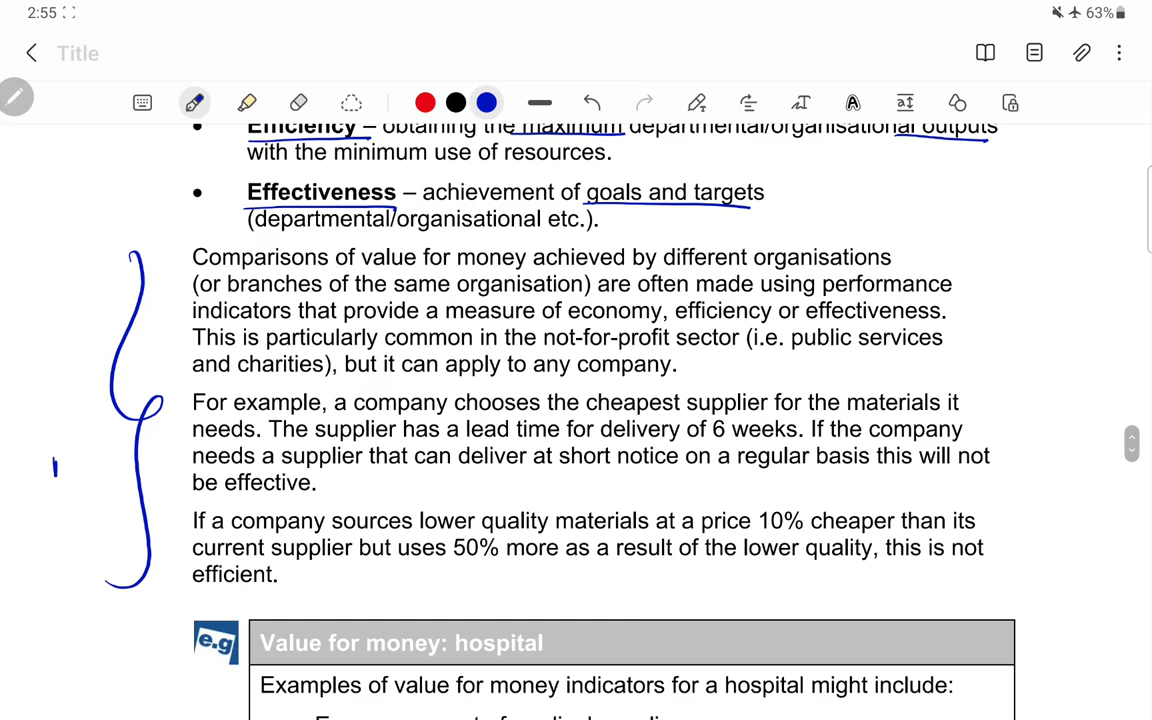 2:55
63%
Title
• Efficiency – obtaining the maximum departmental/organisational outputs
with the minimum use of resources.
• Effectiveness – achievement of goals and targets
(departmental/organisational etc.).
Comparisons of value for money achieved by different organisations
(or branches of the same organisation) are often made using performance
indicators that provide a measure of economy, efficiency or effectiveness.
This is particularly common in the not-for-profit sector (i.e. public services
and charities), but it can apply to any company.
For example, a company chooses the cheapest supplier for the materials it
needs. The supplier has a lead time for delivery of 6 weeks. If the company
needs a supplier that can deliver at short notice on a regular basis this will not
be effective.
If a company sources lower quality materials at a price 10% cheaper than its
current supplier but uses 50% more as a result of the lower quality, this is not
efficient.
e.g Value for money: hospital
Examples of value for money indicators for a hospital might include: